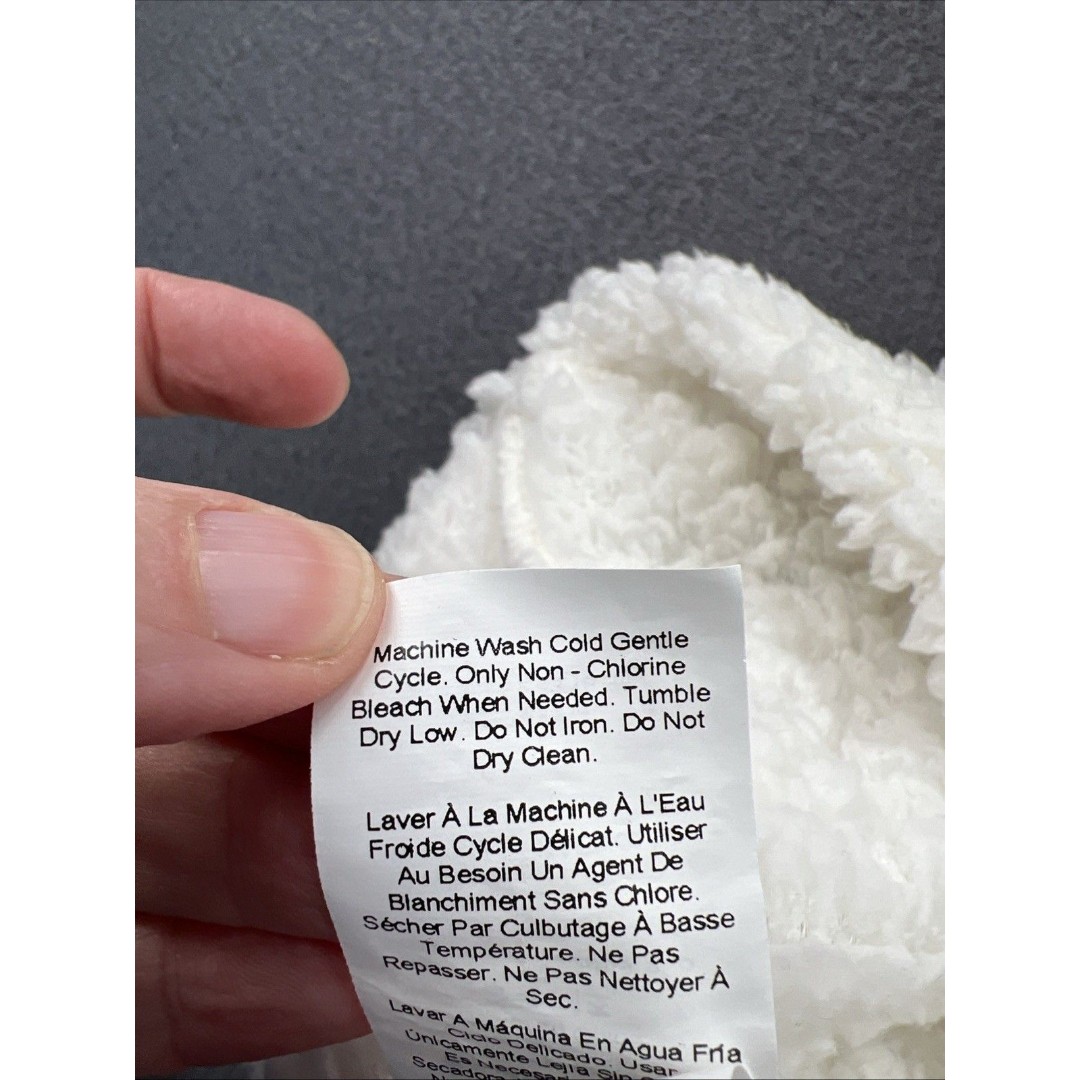 Machine Wash Cold Gentle
Cycle. Only Non - Chlorine
Bleach When Needed. Tumble
Dry Low. Do Not Iron. Do Not
Dry Clean.
Laver À La Machine À L'Eau
Froide Cycle Délicat. Utiliser
Au Besoin Un Agent De
Blanchiment Sans Chlore.
Sécher Par Culbutage À Basse
Température. Ne Pas
Repasser. Ne Pas Nettoyer À
Sec.
Lavar A Máquina En Agua Fría
Ciclo Delicado. Usar
Únicamente Lejía Sin
Es